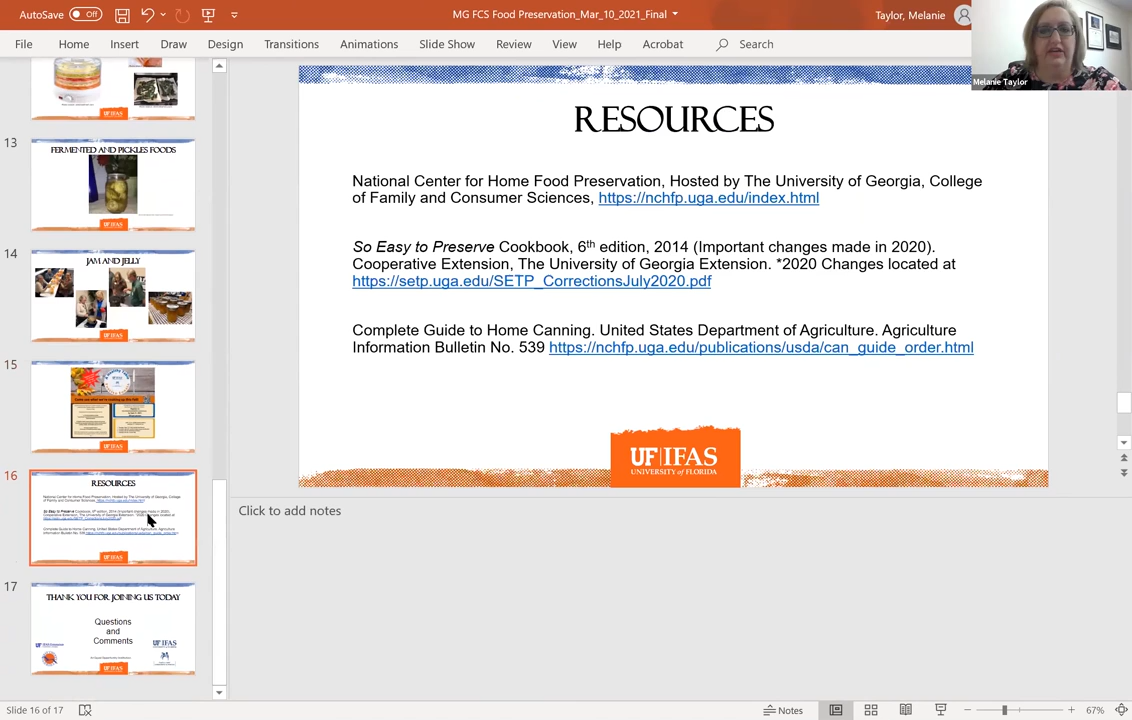 AutoSave Off
MG FCS Food Preservation_Mar_10_2021_Final
Taylor, Melanie
File Home Insert Draw Design Transitions Animations Slide Show Review View Help Acrobat Search
Melanie Taylor
13
FERMENTED AND PICKLES FOODS
14
JAM AND JELLY
15
16
RESOURCES
17
THANK YOU FOR JOINING US TODAY
Questions
and
Comments
UF IFAS
RESOURCES
National Center for Home Food Preservation, Hosted by The University of Georgia, College
of Family and Consumer Sciences, https://nchfp.uga.edu/index.html
So Easy to Preserve Cookbook, 6th edition, 2014 (Important changes made in 2020).
Cooperative Extension, The University of Georgia Extension. *2020 Changes located at
https://setp.uga.edu/SETP_CorrectionsJuly2020.pdf
Complete Guide to Home Canning. United States Department of Agriculture. Agriculture
Information Bulletin No. 539 https://nchfp.uga.edu/publications/usda/can_guide_order.html
UF|IFAS
UNIVERSITY of FLORIDA
Click to add notes
Slide 16 of 17
Notes
67%